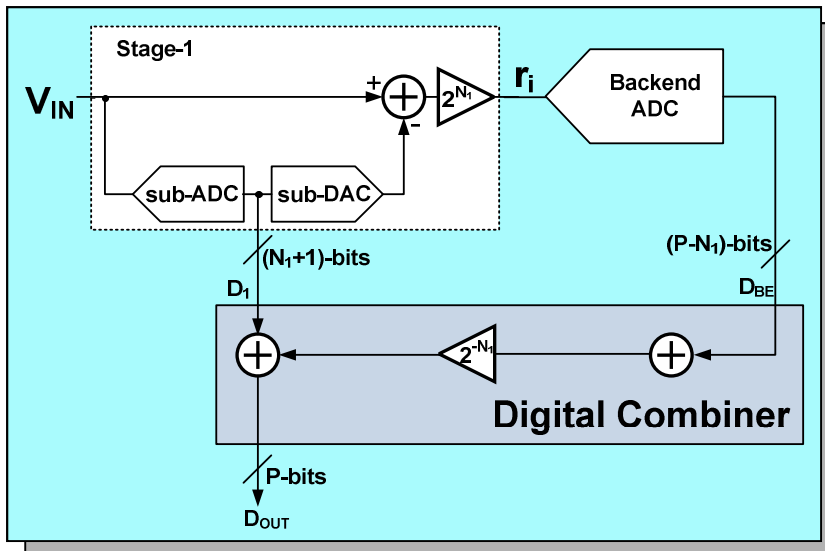 Stage-1
V_IN
+
-
2^N₁
r_i
Backend
ADC
sub-ADC
sub-DAC
(N₁+1)-bits
(P-N₁)-bits
D₁
D_BE
2^-N₁
Digital Combiner
P-bits
D_OUT